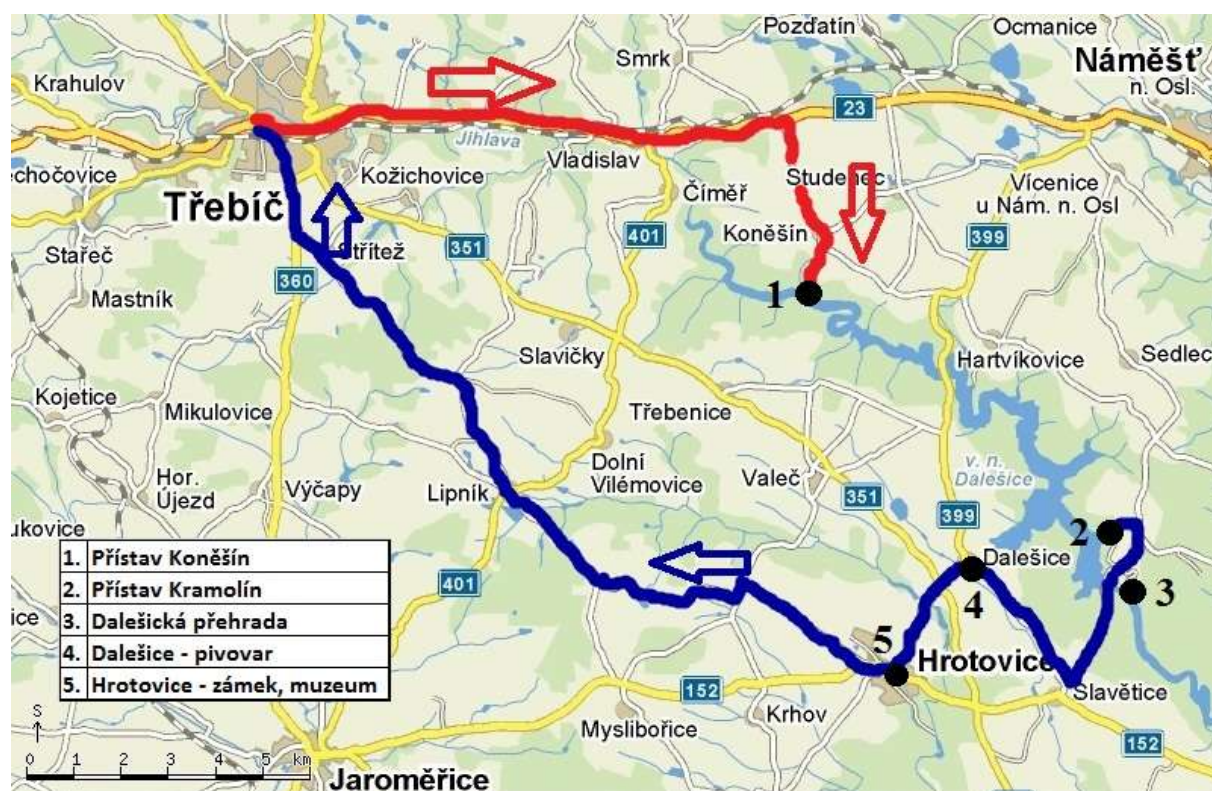 Pozďatín
Ocmanice
Smrk
Náměšť
n. Osl.
Krahulov
23
Jihlava
Vladislav
echočovice
Kožichovice
Studenec
Vícenice
u Nám. n. Osl
Číměř
Třebíč
Koněšín
401
399
351
Střítež
Stařeč
360
1
Mastník
Slavičky
Hartvíkovice
Sedlec
Kojetice
Mikulovice
Třebenice
v. n.
Dalešice
Dolní
Vilémovice
Valeč
Hor.
Újezd
Výčapy
Lipník
351
399
2
ukovice
Dalešice
1. Přístav Koněšín
2. Přístav Kramolín
3. Dalešická přehrada
4. Dalešice - pivovar
5. Hrotovice - zámek, muzeum
401
3
4
ice
5
Hrotovice
152
Slavětice
Myslibořice
Krhov
152
S
0 1 2 3 4 5 km
Jaroměřice